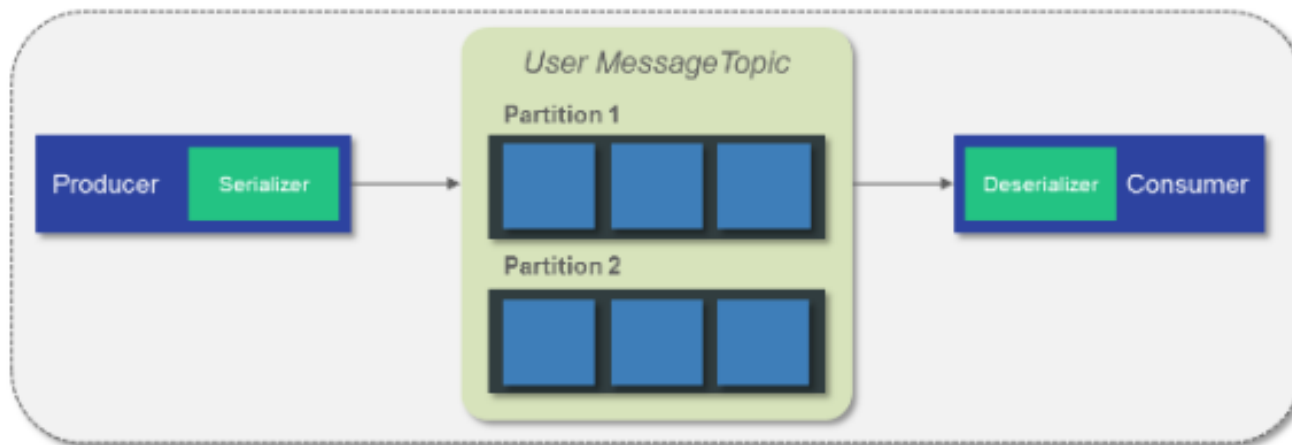 User MessageTopic
Partition 1
Producer
Serializer
Deserializer
Consumer
Partition 2